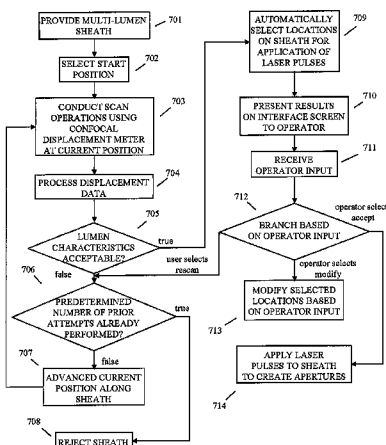 PROVIDE MULTI-LUMEN
SHEATH
701
SELECT START
POSITION
702
CONDUCT SCAN
OPERATIONS USING
CONFOCAL
DISPLACEMENT METER
AT CURRENT POSITION
703
PROCESS DISPLACEMENT
DATA
704
705
LUMEN
CHARACTERISTICS
ACCEPTABLE?
true
false
706
PREDETERMINED
NUMBER OF PRIOR
ATTEMPTS ALREADY
PERFORMED?
true
false
707
ADVANCED CURRENT
POSITION ALONG
SHEATH
708
REJECT SHEATH
709
AUTOMATICALLY
SELECT LOCATIONS
ON SHEATH FOR
APPLICATION OF
LASER PULSES
710
PRESENT RESULTS
ON INTERFACE SCREEN
TO OPERATOR
711
RECEIVE
OPERATOR INPUT
712
operator select
accept
BRANCH BASED
ON OPERATOR INPUT
user selects
rescan
operator selects
modify
MODIFY SELECTED
LOCATIONS BASED
ON OPERATOR INPUT
713
APPLY LASER
PULSES TO SHEATH
TO CREATE APERTURES
714